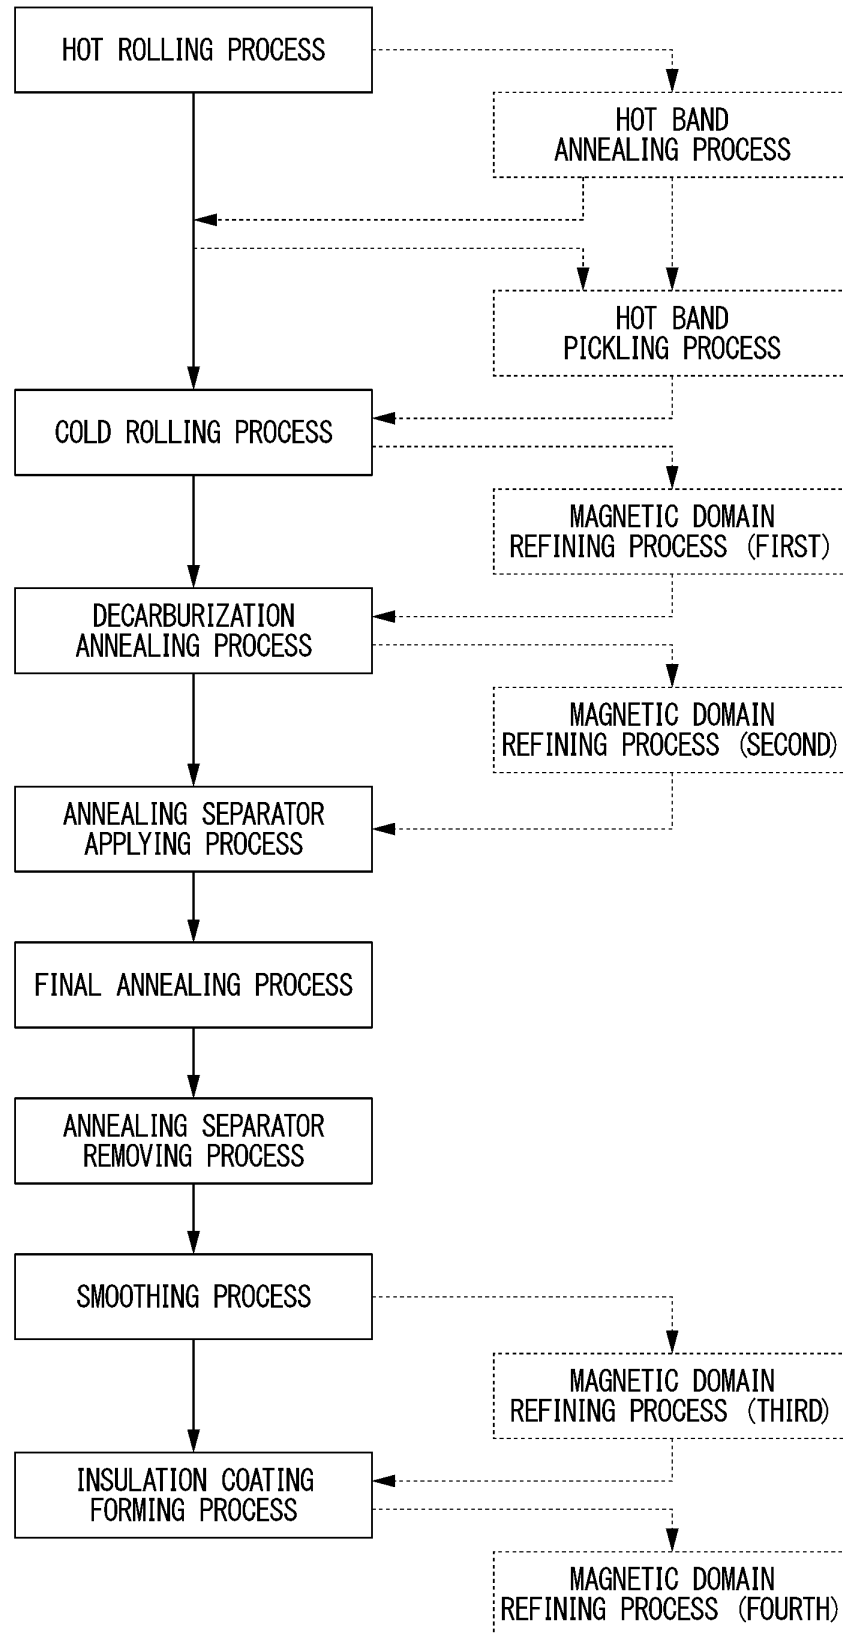 HOT ROLLING PROCESS
HOT BAND
ANNEALING PROCESS
HOT BAND
PICKLING PROCESS
COLD ROLLING PROCESS
MAGNETIC DOMAIN
REFINING PROCESS (FIRST)
DECARBURIZATION
ANNEALING PROCESS
MAGNETIC DOMAIN
REFINING PROCESS (SECOND)
ANNEALING SEPARATOR
APPLYING PROCESS
FINAL ANNEALING PROCESS
ANNEALING SEPARATOR
REMOVING PROCESS
SMOOTHING PROCESS
MAGNETIC DOMAIN
REFINING PROCESS (THIRD)
INSULATION COATING
FORMING PROCESS
MAGNETIC DOMAIN
REFINING PROCESS (FOURTH)